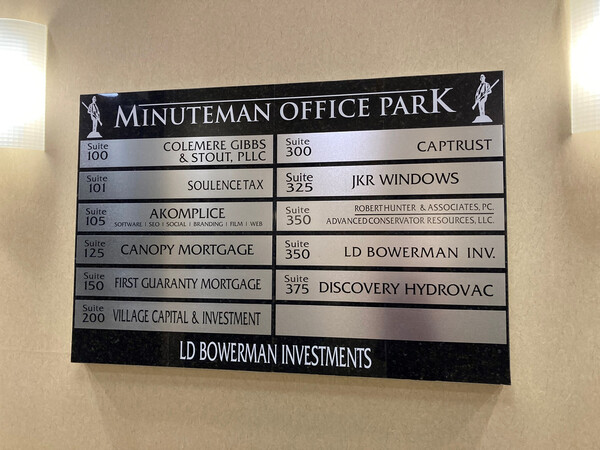 MINUTEMAN OFFICE PARK
Suite 100 COLEMERE GIBBS
& STOUT, PLLC
Suite 101 SOULENCE TAX
Suite 105 AKOMPLICE
SOFTWARE | SEO | SOCIAL | BRANDING | FILM | WEB
Suite 125 CANOPY MORTGAGE
Suite 150 FIRST GUARANTY MORTGAGE
Suite 200 VILLAGE CAPITAL & INVESTMENT
Suite 300 CAPTRUST
Suite 325 JKR WINDOWS
Suite 350 ROBERT HUNTER & ASSOCIATES, PC.
ADVANCED CONSERVATOR RESOURCES, LLC.
Suite 350 LD BOWERMAN INV.
Suite 375 DISCOVERY HYDROVAC
LD BOWERMAN INVESTMENTS